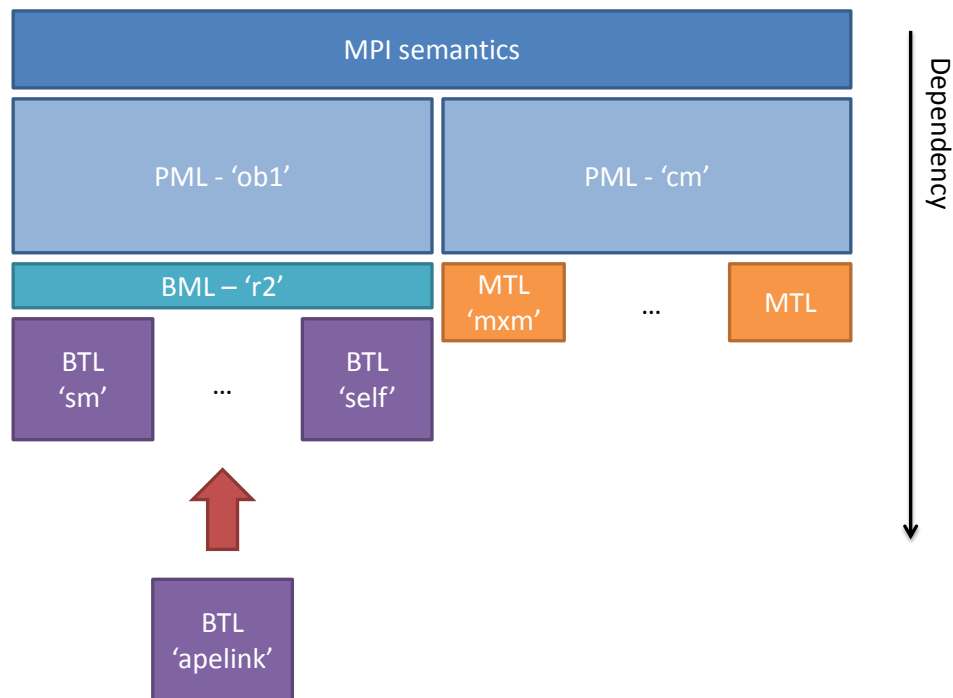 MPI semantics
Dependency
PML - ‘ob1’
PML - ‘cm’
BML – ‘r2’
MTL
‘mxm’
…
MTL
BTL
‘sm’
…
BTL
‘self’
BTL
‘apelink’